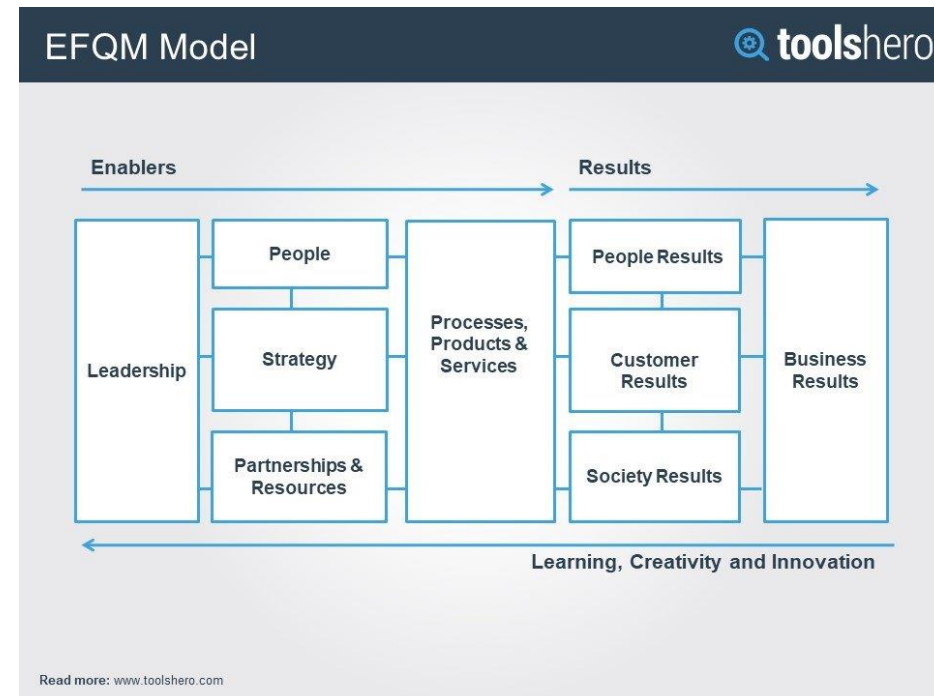 EFQM Model
toolshero
Enablers
Results
Leadership
People
Strategy
Partnerships &
Resources
Processes,
Products &
Services
People Results
Customer
Results
Society Results
Business
Results
Learning, Creativity and Innovation
Read more: www.toolshero.com